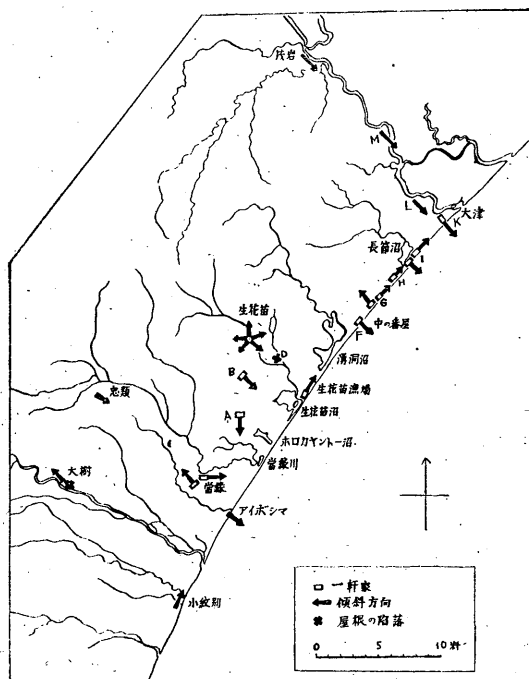 茂岩
M
L
大津
K
長節沼
I
H
G
F
中の番屋
生花苗
D
湧洞沼
B
生花苗漁場
生花苗沼
忠類
A
ホロカヤントー沼
当縁川
大樹
当縁
アイボシマ
小紋別
一軒家
傾斜方向
屋根の陥落
0 5 10 粁